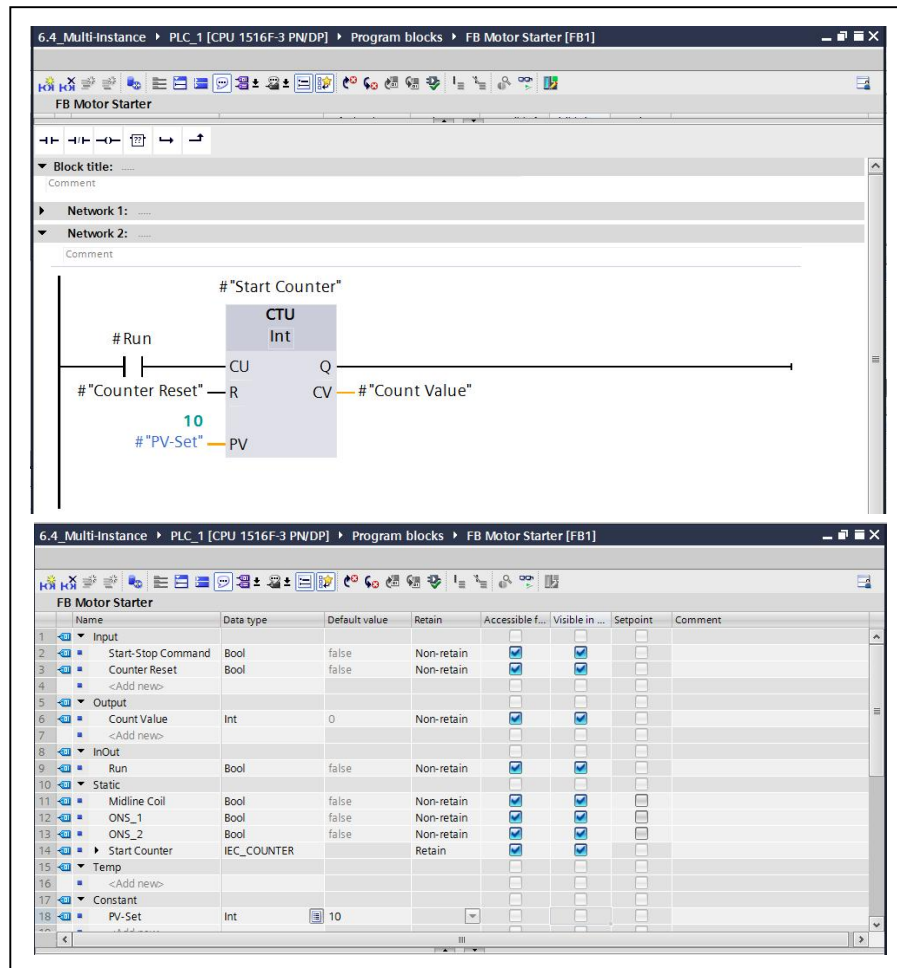 6.4_Multi-Instance ▸ PLC_1 [CPU 1516F-3 PN/DP] ▸ Program blocks ▸ FB Motor Starter [FB1]
FB Motor Starter
??
Block title: .....
Comment
Network 1: .....
Network 2: .....
Comment
#"Start Counter"
CTU
#Run Int
CU Q
#"Counter Reset" R CV #"Count Value"
10
#"PV-Set" PV
6.4_Multi-Instance ▸ PLC_1 [CPU 1516F-3 PN/DP] ▸ Program blocks ▸ FB Motor Starter [FB1]
FB Motor Starter
Name Data type Default value Retain Accessible f... Visible in ... Setpoint Comment
1 Input
2 Start-Stop Command Bool false Non-retain
3 Counter Reset Bool false Non-retain
4 <Add new>
5 Output
6 Count Value Int 0 Non-retain
7 <Add new>
8 InOut
9 Run Bool false Non-retain
10 Static
11 Midline Coil Bool false Non-retain
12 ONS_1 Bool false Non-retain
13 ONS_2 Bool false Non-retain
14 Start Counter IEC_COUNTER Retain
15 Temp
16 <Add new>
17 Constant
18 PV-Set Int 10